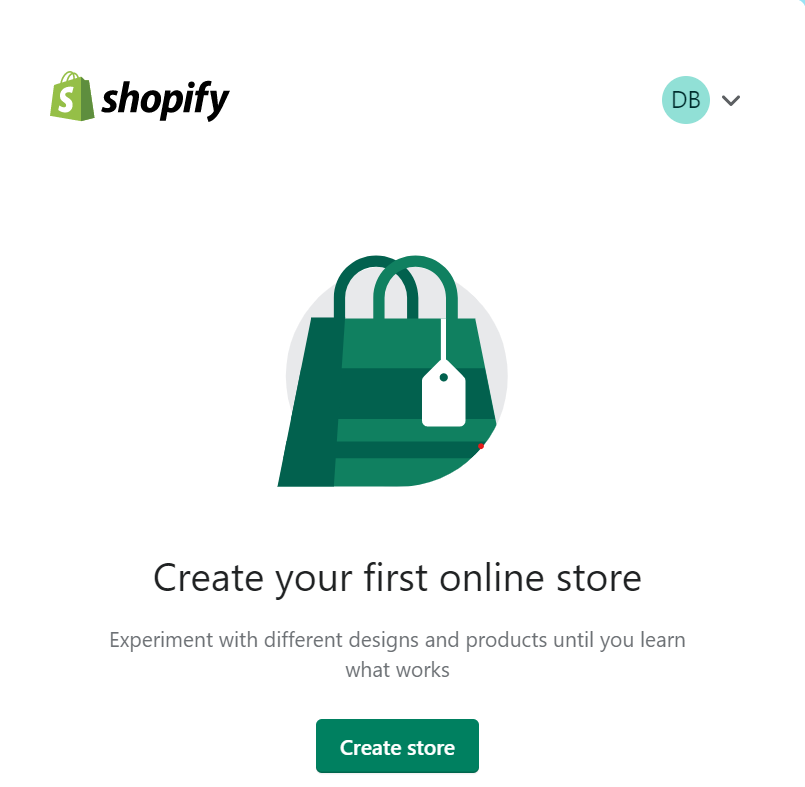 shopify
DB
Create your first online store
Experiment with different designs and products until you learn
what works
Create store